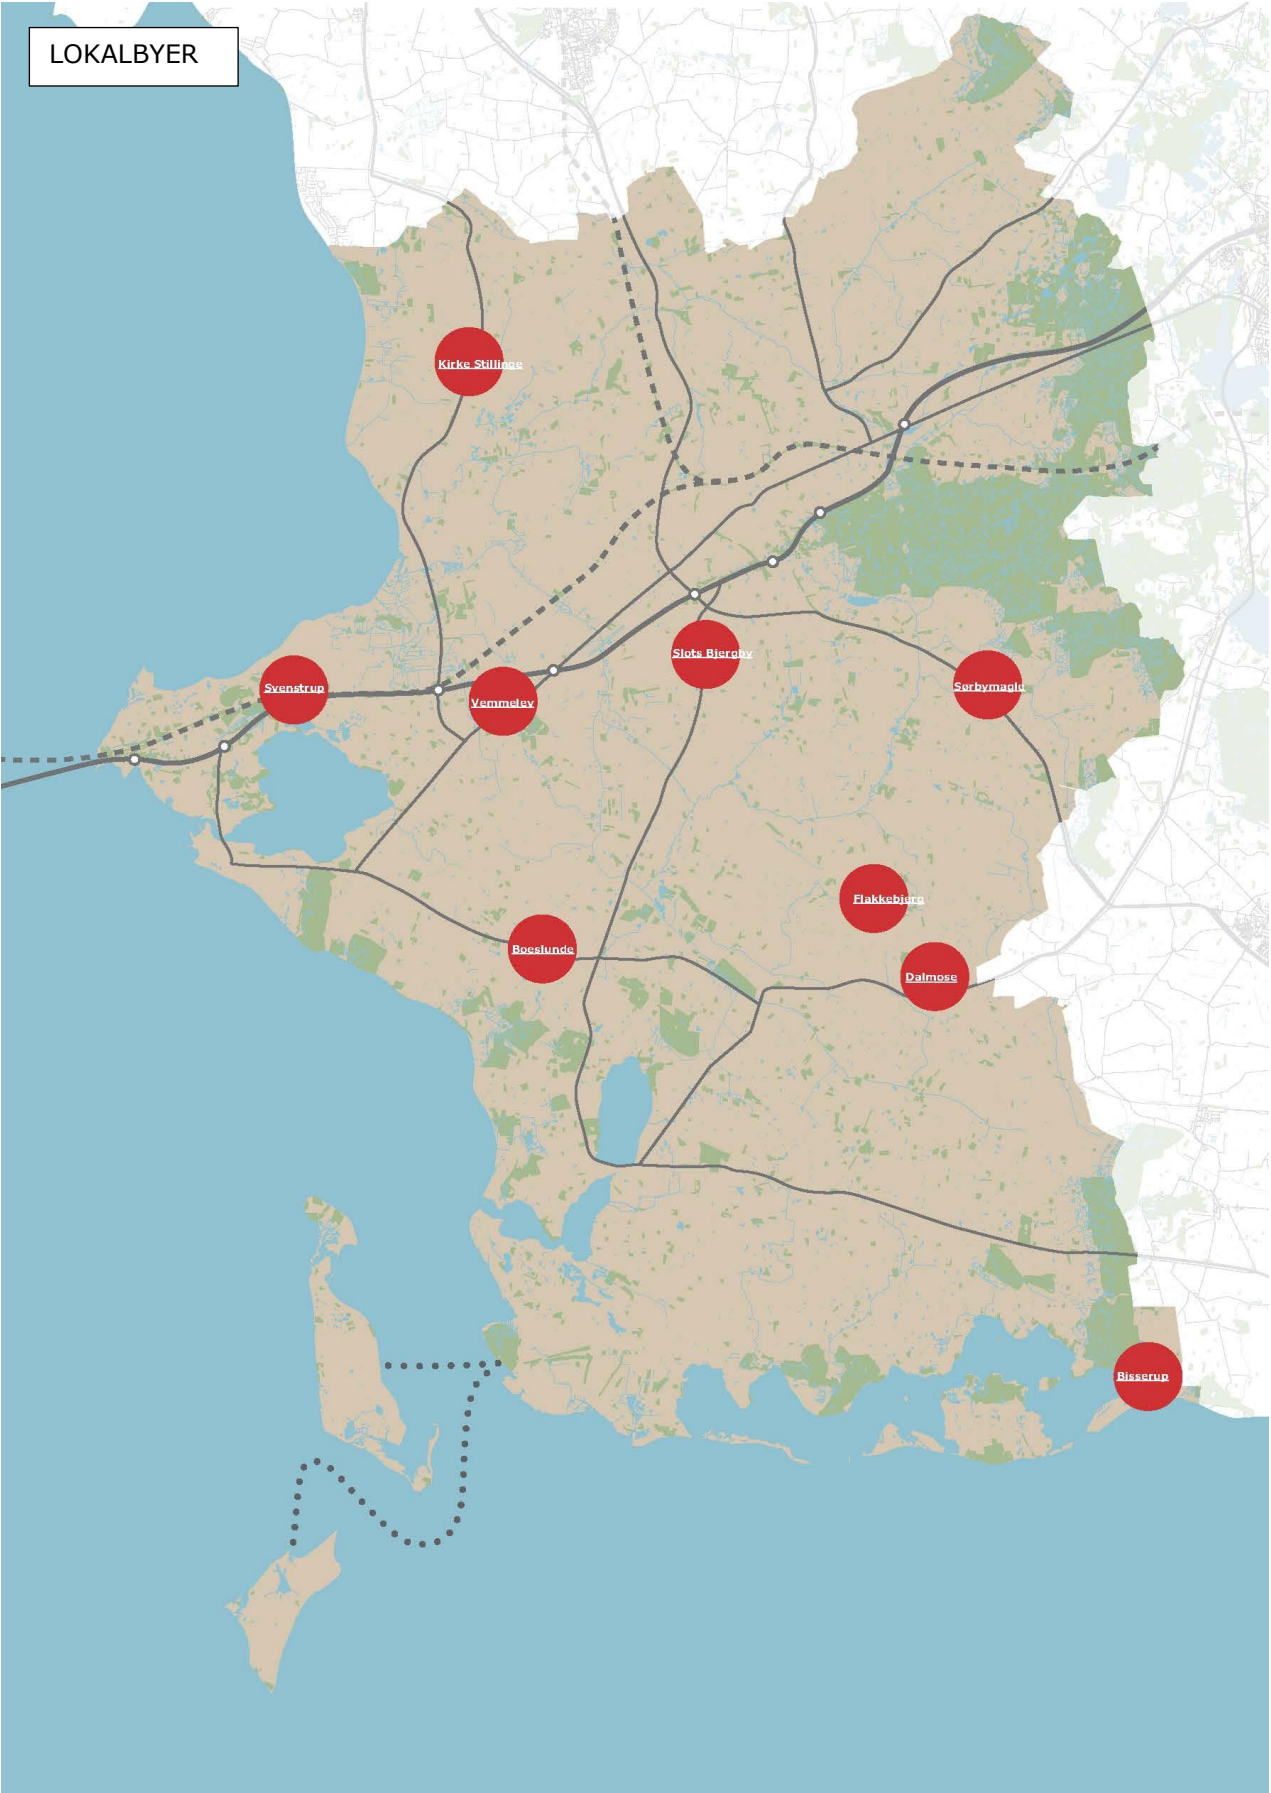 LOKALBYER
Kirke Stillinge
Slots Bjergby
Svenstrup
Vemmelev
Sørbymagle
Flakkebjerg
Boeslunde
Dalmose
Bisserup